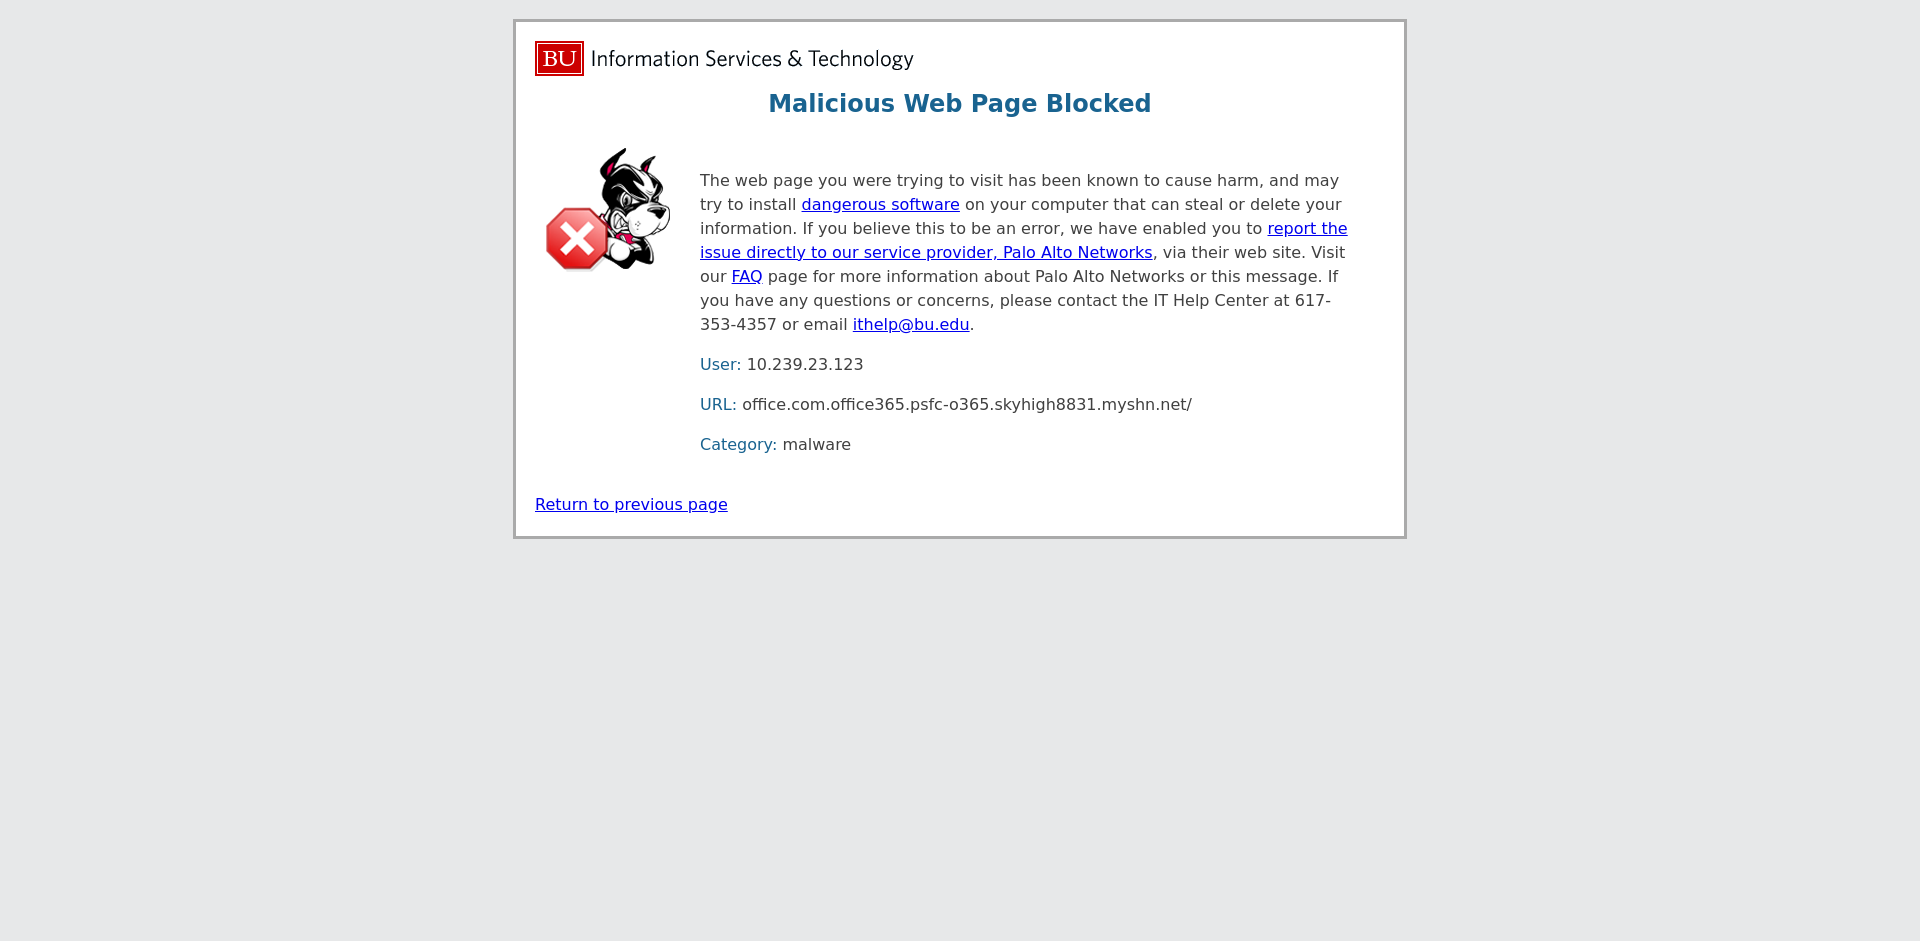 BU Information Services & Technology
Malicious Web Page Blocked
The web page you were trying to visit has been known to cause harm, and may
try to install dangerous software on your computer that can steal or delete your
information. If you believe this to be an error, we have enabled you to report the
issue directly to our service provider, Palo Alto Networks, via their web site. Visit
our FAQ page for more information about Palo Alto Networks or this message. If
you have any questions or concerns, please contact the IT Help Center at 617-
353-4357 or email ithelp@bu.edu.
User: 10.239.23.123
URL: office.com.office365.psfc-o365.skyhigh8831.myshn.net/
Category: malware
Return to previous page